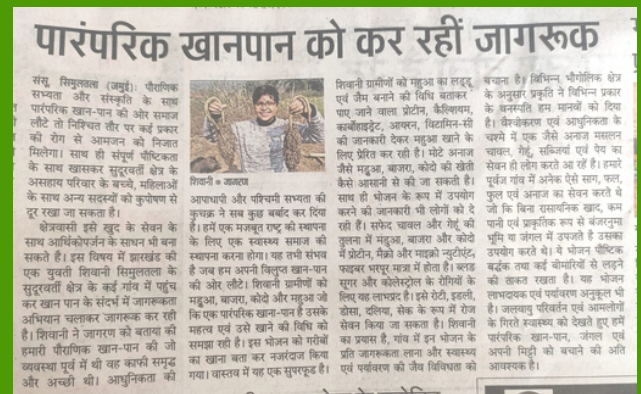 पारंपरिक खानपान को कर रहीं जागरूक
संसू, सिमुलतला (जमुई): पौराणिक
सभ्यता और संस्कृति के साथ
पारंपरिक खान-पान की ओर समाज
लौटे तो निश्चित तौर पर कई प्रकार
की रोग से आमजन को निजात
मिलेगा। साथ ही संपूर्ण पौष्टिकता
के साथ खासकर सुदूरवर्ती क्षेत्र के
असहाय परिवार के बच्चे, महिलाओं
के साथ अन्य सदस्यों को कुपोषण से
दूर रखा जा सकता है।
क्षेत्रवासी इसे खुद के सेवन के
साथ आर्थिकोपर्जन के साधन भी बना
सकते है। इस विषय में झारखंड की
एक युवती शिवानी सिमुलतला के
सुदूरवर्ती क्षेत्र के कई गांव में पहुंच
कर खान पान के संदर्भ में जागरूकता
अभियान चलाकर जागरूक कर रही
है। शिवानी ने जागरण को बताया की
हमारी पौराणिक खान-पान की जो
व्यवस्था पूर्व में थी वह काफी समृद्ध
और अच्छी थी। आधुनिकता की
शिवानी ● जागरण
आपाधापी और पश्चिमी सभ्यता की
कुचक्र ने सब कुछ बर्बाद कर दिया
है। हमें एक मजबूत राष्ट्र की स्थापना
के लिए एक स्वास्थ्य समाज की
स्थापना करना होगा। यह तभी संभव
है जब हम अपनी विलुप्त खान-पान
की ओर लौटें। शिवानी ग्रामीणों को
मड़ुआ, बाजरा, कोदो और महुआ जो
कि एक पारंपरिक खाना-पान है उसके
महत्व एवं उसे खाने की विधि को
समझा रही है। इस भोजन को गरीबों
का खाना बता कर नजरंदाज किया
गया। वास्तव में यह एक सुपरफूड है।
शिवानी ग्रामीणों को महुआ का लड्डू
एवं जैम बनाने की विधि बताकर
पाए जाने वाला प्रोटीन, कैल्शियम,
कार्बोहाइड्रेट, आयरन, विटामिन-सी
की जानकारी देकर महुआ खाने के
लिए प्रेरित कर रही है। मोटे अनाज
जैसे मडुआ, बाजरा, कोदो की खेती
कैसे आसानी से की जा सकती है।
साथ ही भोजन के रूप में उपयोग
करने की जानकारी भी लोगों को दे
रही हैं। सफेद चावल और गेहूं की
तुलना में मंडुआ, बाजरा और कोदो
में प्रोटीन, मैक्रो और माइक्रो न्युटीएंट,
फाइबर भरपूर मात्रा में होता है। ब्लड
सूगर और कोलेस्ट्रोल के रोगियों के
लिए यह लाभप्रद है। इसे रोटी, इडली,
डोसा, दलिया, सेक के रूप में रोज
सेवन किया जा सकता है। शिवानी
का प्रयास है, गांव में इन भोजन के
प्रति जागरूकता लाना और स्वास्थ्य
एवं पर्यावरण की जैव विविधता को
बचाना है। विभिन्न भौगोलिक क्षेत्र
के अनुसार प्रकृति ने विभिन्न प्रकार
के वनस्पति हम मानवों को दिया
है। वैश्वीकरण एवं आधुनिकता के
चश्मे में एक जैसे अनाज मसलन
चावल, गेहूं, सब्जियां एवं पेय का
सेवन ही लोग करते आ रहें हैं। हमारे
पूर्वज गांव में अनेक ऐसे साग, फल,
फुल एवं अनाज का सेवन करते थे
जो कि बिना रासायनिक खाद, कम
पानी एवं प्राकृतिक रूप से बंजरनुमा
भूमि या जंगल में उपजते है उसका
उपयोग करते थे। ये भोजन पौष्टिक
बर्द्धक तथा कई बीमारियों से लड़ने
की ताकत रखता है। यह भोजन
लाभदायक एवं पर्यावरण अनुकूल भी
है। जलवायु परिवर्तन एवं आमलोगों
के गिरते स्वास्थ्य को देखते हुए हमें
पारंपरिक खान-पान, जंगल एवं
अपनी मिट्टी को बचाने की अति
आवश्यक है।